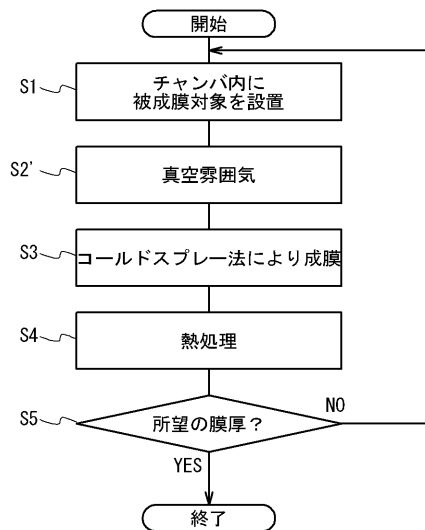 開始
S1
チャンバ内に
被成膜対象を設置
S2'
真空雰囲気
S3
コールドスプレー法により成膜
S4
熱処理
S5
所望の膜厚?
NO
YES
終了